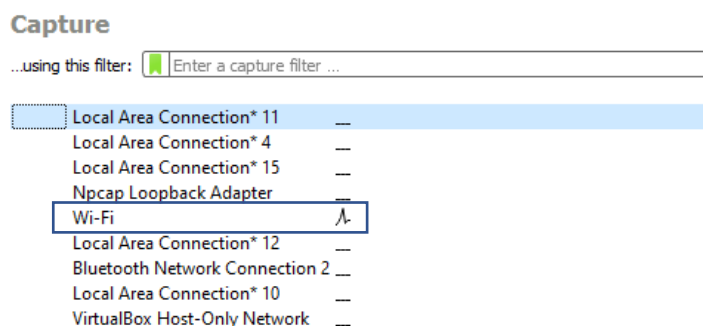 Capture
...using this filter: Enter a capture filter ...
Local Area Connection* 11
Local Area Connection* 4
Local Area Connection* 15
Npcap Loopback Adapter
Wi-Fi
Local Area Connection* 12
Bluetooth Network Connection 2
Local Area Connection* 10
VirtualBox Host-Only Network